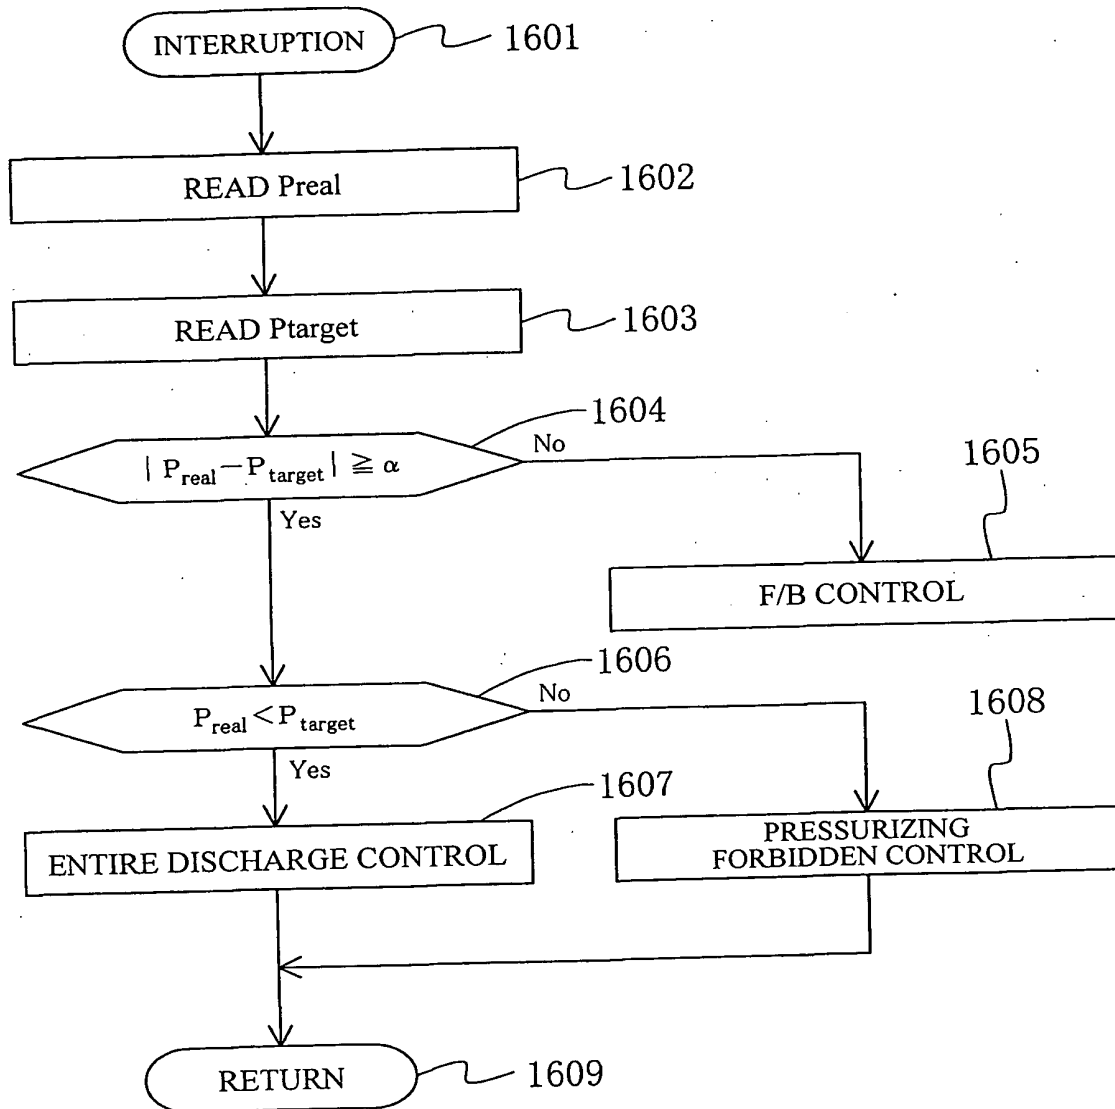 INTERRUPTION
1601
READ Preal
1602
READ Ptarget
1603
1604
| Preal－Ptarget | ≧ α
No
Yes
1605
F/B CONTROL
1606
Preal＜Ptarget
No
Yes
1608
1607
PRESSURIZING
FORBIDDEN CONTROL
ENTIRE DISCHARGE CONTROL
RETURN
1609